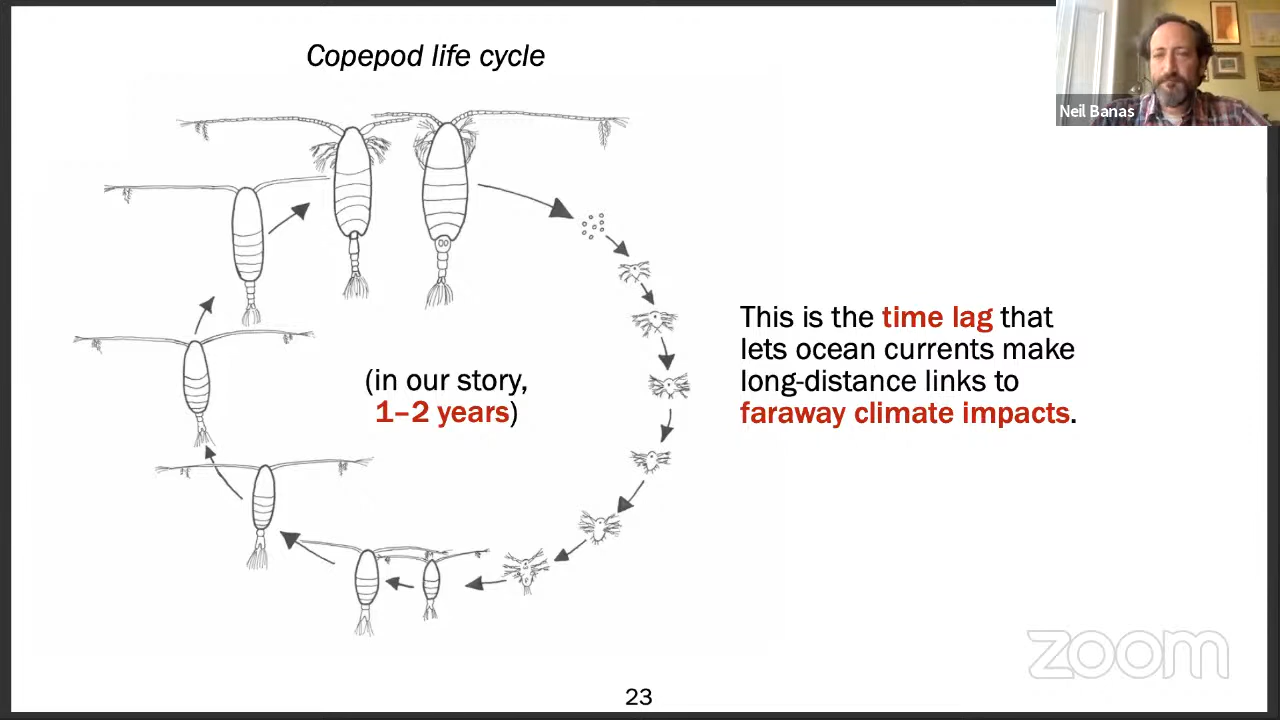 Copepod life cycle
Neil Banas
(in our story,
1–2 years)
This is the time lag that
lets ocean currents make
long-distance links to
faraway climate impacts.
zoom
23